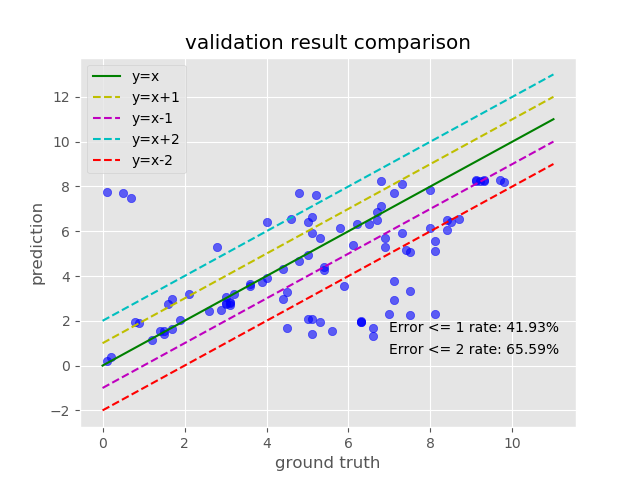 validation result comparison
y=x
y=x+1
y=x-1
y=x+2
y=x-2
12
10
8
6
4
2
0
−2
prediction
Error <= 1 rate: 41.93%
Error <= 2 rate: 65.59%
0 2 4 6 8 10
ground truth